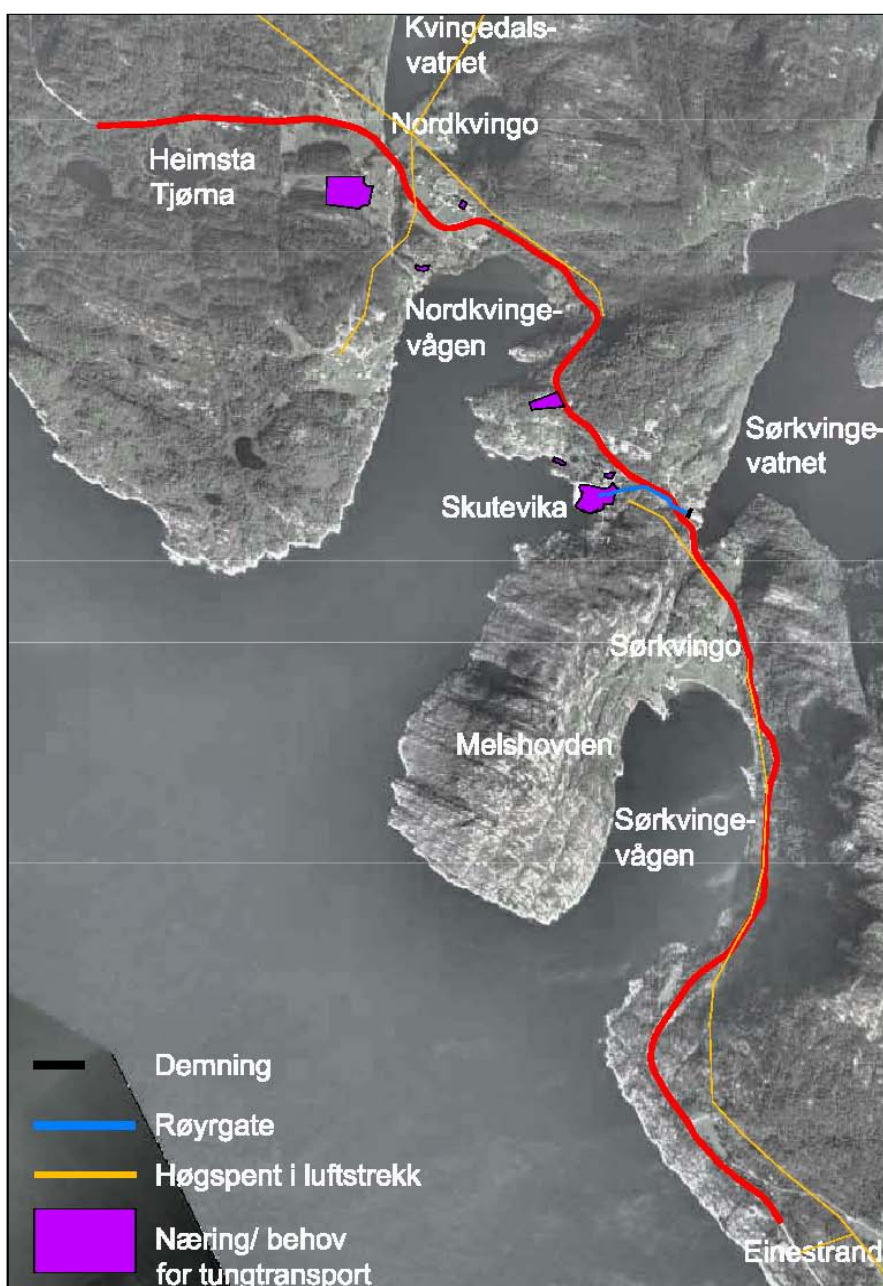 Kvingedals-
vatnet
Nordkvingo
Heimsta
Tjørna
Nordkvinge-
vågen
Sørkvinge-
vatnet
Skutevika
Sørkvingo
Melshovden
Sørkvinge-
vågen
Demning
Røyrgate
Høgspent i luftstrekk
Næring/ behov
for tungtransport
Einestrand